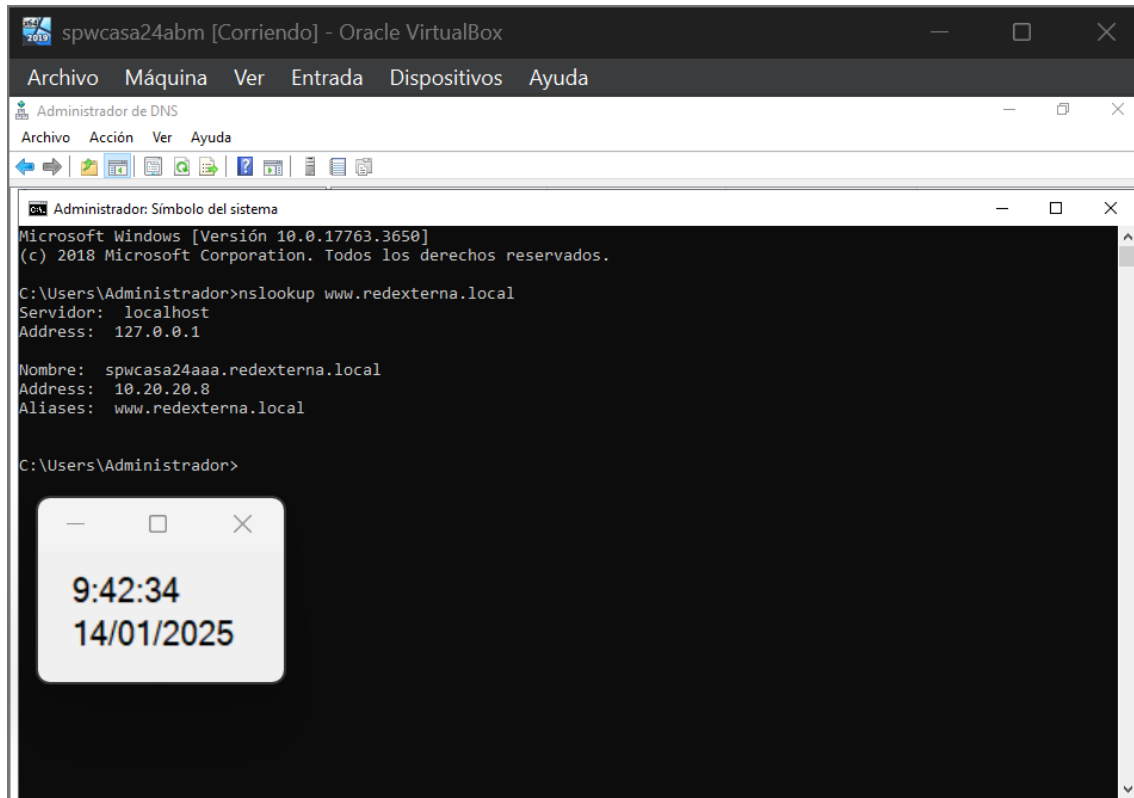 x64
2019
spwcasa24abm [Corriendo] - Oracle VirtualBox
Archivo Máquina Ver Entrada Dispositivos Ayuda
Administrador de DNS
Archivo Acción Ver Ayuda
Administrador: Símbolo del sistema
Microsoft Windows [Versión 10.0.17763.3650]
(c) 2018 Microsoft Corporation. Todos los derechos reservados.
C:\Users\Administrador>nslookup www.redexterna.local
Servidor:  localhost
Address:  127.0.0.1
Nombre:  spwcasa24aaa.redexterna.local
Address:  10.20.20.8
Aliases:  www.redexterna.local
C:\Users\Administrador>
9:42:34
14/01/2025